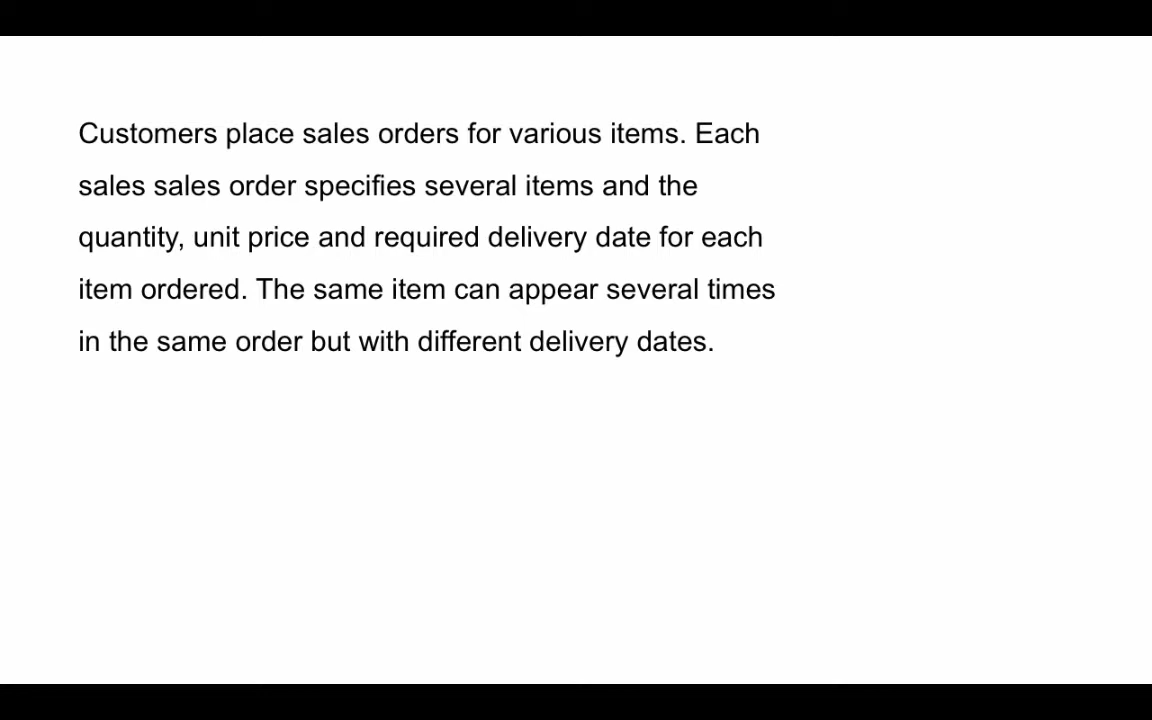 Customers place sales orders for various items. Each
sales sales order specifies several items and the
quantity, unit price and required delivery date for each
item ordered. The same item can appear several times
in the same order but with different delivery dates.